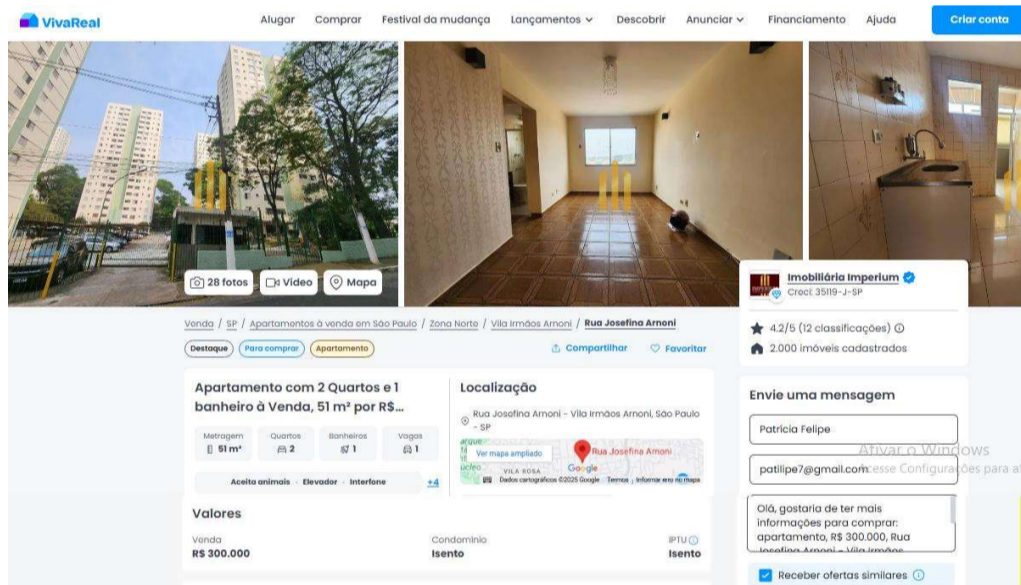 VivaReal
Alugar Comprar Festival da mudança Lançamentos Descobrir Anunciar Financiamento Ajuda Criar conta
28 fotos Vídeo Mapa
Imobiliária Imperium
Creci: 35119-J-SP
4.2/5 (12 classificações)
2.000 imóveis cadastrados
Venda / SP / Apartamentos à venda em São Paulo / Zona Norte / Vila Irmãos Arnoni / Rua Josefina Arnoni
Destaque Para comprar Apartamento
Compartilhar Favoritar
Apartamento com 2 Quartos e 1
banheiro à Venda, 51 m² por R$...
Metragem Quartos Banheiros Vagas
51 m² 2 1 1
Aceita animais · Elevador · Interfone +4
Localização
Rua Josefina Arnoni - Vila Irmãos Arnoni, São Paulo
- SP
Ver mapa ampliado
Rua Josefina Arnoni
VILA ROSA
Google
Dados cartográficos ©2025 Google Termos Informar erro no mapa
Valores
Venda Condomínio IPTU
R$ 300.000 Isento Isento
Envie uma mensagem
Patrícia Felipe
patilipe7@gmail.com
Ativar o Windows
Acesse Configurações para a
Olá, gostaria de ter mais
informações para comprar:
apartamento, R$ 300.000, Rua
Josefina Arnoni - Vila Irmãos
Receber ofertas similares